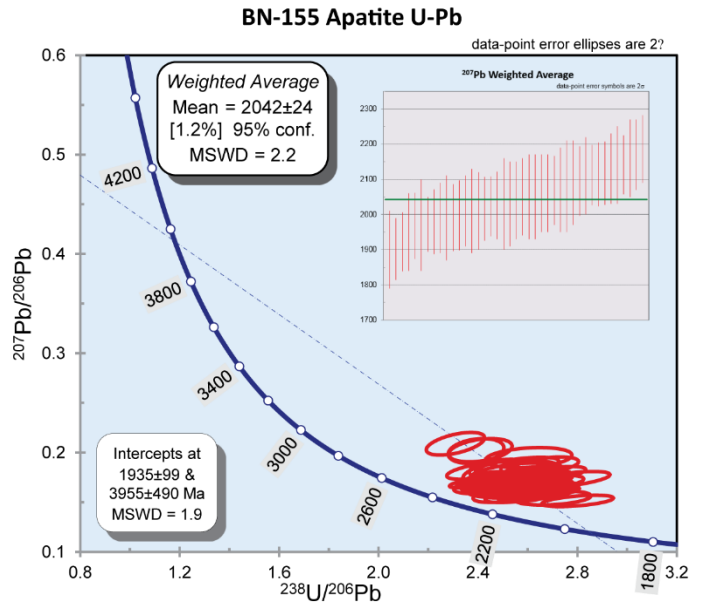 BN-155 Apatite U-Pb
data-point error ellipses are 2?
0.6
0.5
0.4
0.3
0.2
0.1
207Pb/206Pb
0.8
1.2
1.6
2.0
2.4
2.8
3.2
238U/206Pb
4200
3800
3400
3000
2600
2200
1800
Weighted Average
Mean = 2042±24
[1.2%] 95% conf.
MSWD = 2.2
207Pb Weighted Average
data-point error symbols are 2σ
2300
2200
2100
2000
1900
1800
1700
Intercepts at
1935±99 &
3955±490 Ma
MSWD = 1.9